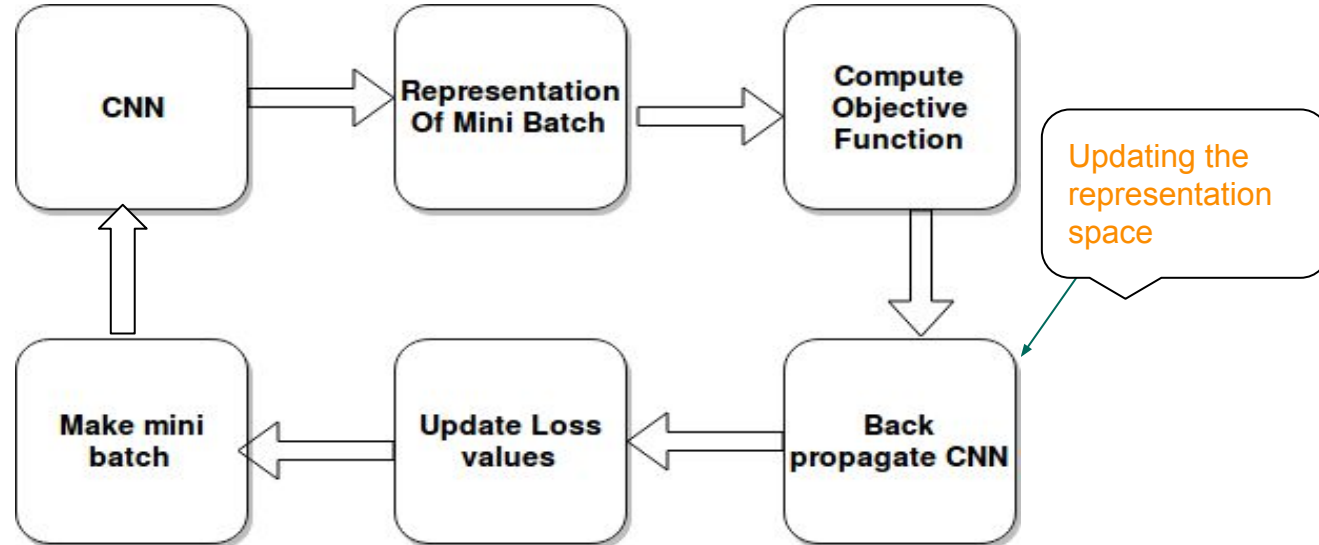 CNN
Representation
Of Mini Batch
Compute
Objective
Function
Updating the
representation
space
Make mini
batch
Update Loss
values
Back
propagate CNN